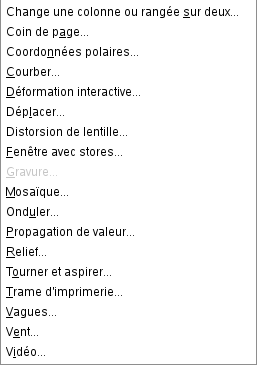 Change une colonne ou rangée sur deux...
Coin de page...
Coordonnées polaires...
Courber...
Déformation interactive...
Déplacer...
Distorsion de lentille...
Fenêtre avec stores...
Gravure...
Mosaïque...
Onduler...
Propagation de valeur...
Relief...
Tourner et aspirer...
Trame d'imprimerie...
Vagues...
Vent...
Vidéo...